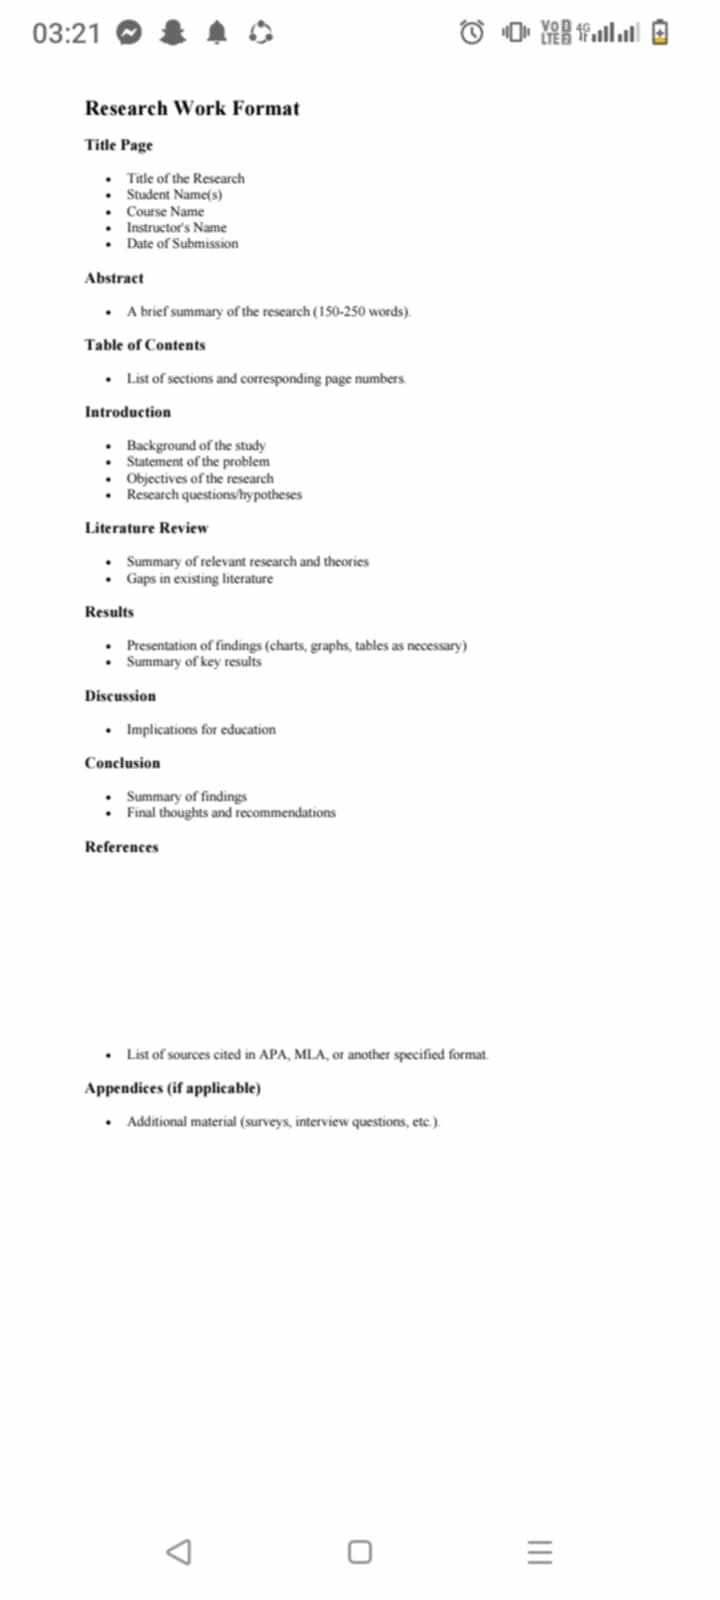 03:21
VoD LTE2 4G
Research Work Format
Title Page
• Title of the Research
• Student Name(s)
• Course Name
• Instructor's Name
• Date of Submission
Abstract
• A brief summary of the research (150-250 words).
Table of Contents
• List of sections and corresponding page numbers.
Introduction
• Background of the study
• Statement of the problem
• Objectives of the research
• Research questions/hypotheses
Literature Review
• Summary of relevant research and theories
• Gaps in existing literature
Results
• Presentation of findings (charts, graphs, tables as necessary)
• Summary of key results
Discussion
• Implications for education
Conclusion
• Summary of findings
• Final thoughts and recommendations
References
• List of sources cited in APA, MLA, or another specified format.
Appendices (if applicable)
• Additional material (surveys, interview questions, etc.).